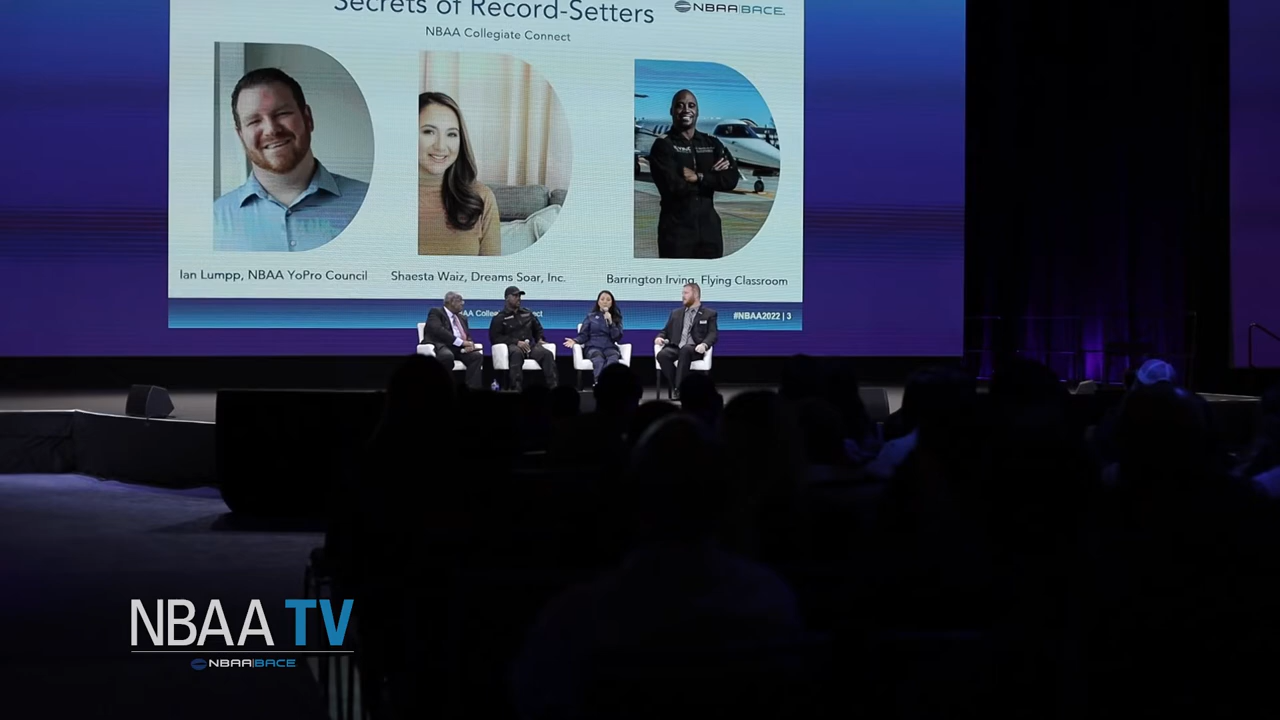 Secrets of Record-Setters
NBAA|BACE
NBAA Collegiate Connect
Ian Lumpp, NBAA YoPro Council
Shaesta Waiz, Dreams Soar, Inc.
Barrington Irving, Flying Classroom
#NBAA2022 | 3
NBAA TV
NBAA|BACE